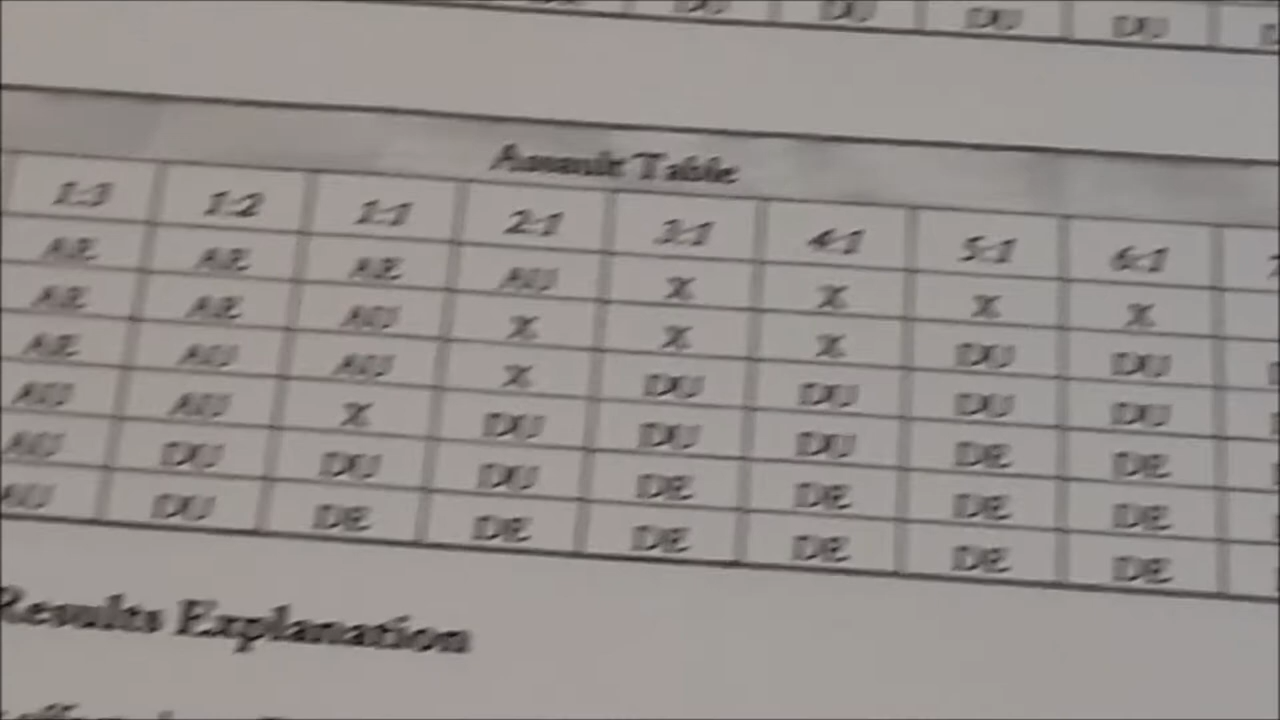 DU DU DU DU
Assault Table
1:3 1:2 1:1 2:1 3:1 4:1 5:1 6:1
AE AE AE AU X X X X
AE AE AU X X X DU DU
AE AU AU X DU DU DU DU
AU AU X DU DU DU DE DE
AU DU DU DU DE DE DE DE
AU DU DE DE DE DE DE DE
Results Explanation